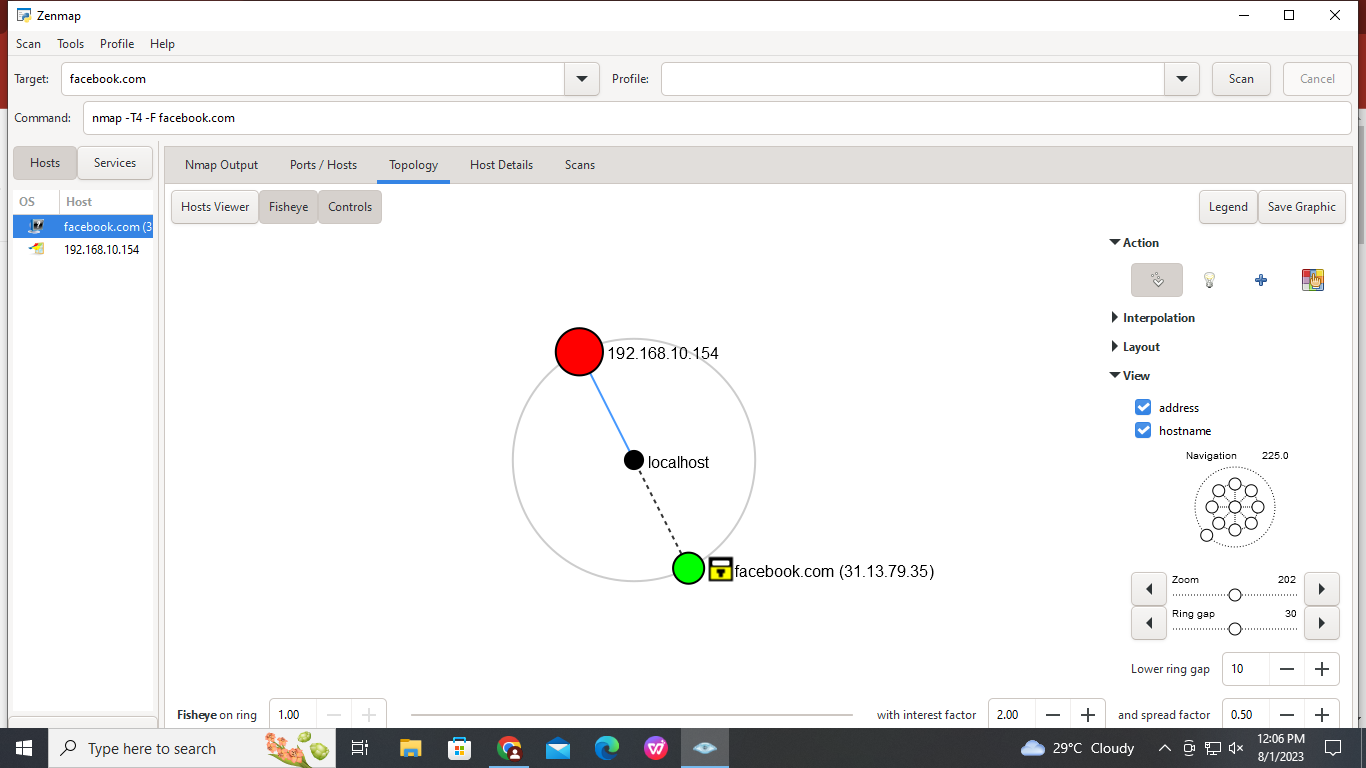 Zenmap
Scan Tools Profile Help
Target: facebook.com Profile: Scan Cancel
Command: nmap -T4 -F facebook.com
Hosts Services
Nmap Output Ports / Hosts Topology Host Details Scans
OS Host
facebook.com (3
192.168.10.154
Hosts Viewer Fisheye Controls Legend Save Graphic
Action
Interpolation
Layout
View
address
hostname
Navigation 225.0
Zoom 202
Ring gap 30
Lower ring gap 10
192.168.10.154
localhost
facebook.com (31.13.79.35)
Fisheye on ring 1.00 with interest factor 2.00 and spread factor 0.50
Type here to search
29°C Cloudy
12:06 PM
8/1/2023